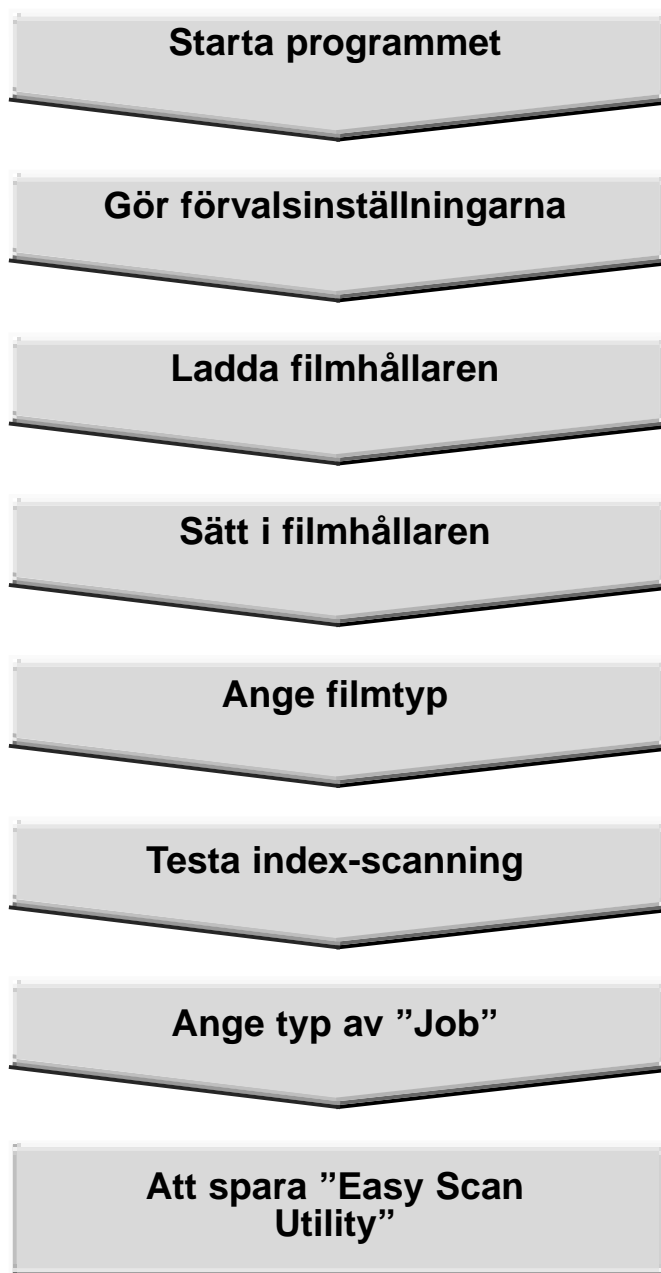 Starta programmet
Gör förvalsinställningarna
Ladda filmhållaren
Sätt i filmhållaren
Ange filmtyp
Testa index-scanning
Ange typ av ”Job”
Att spara ”Easy Scan
Utility”